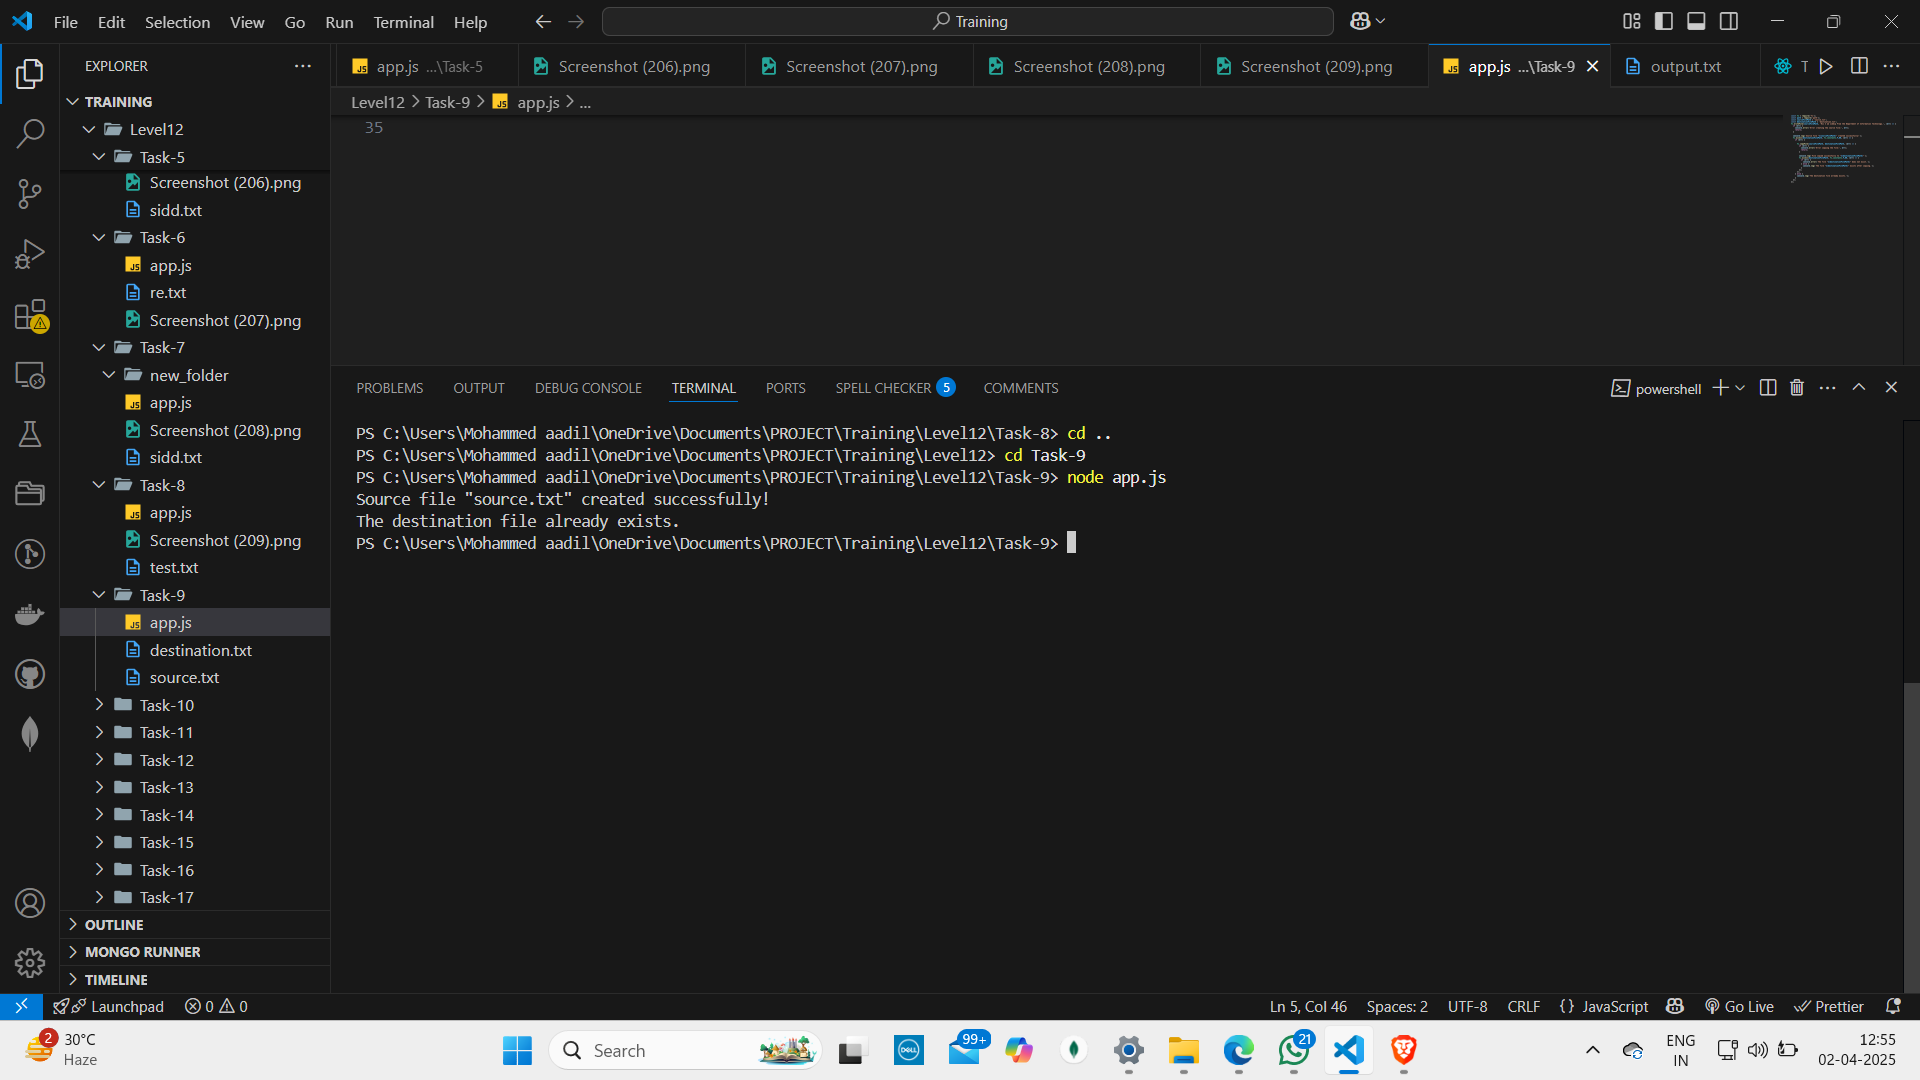 File Edit Selection View Go Run Terminal Help
Training
EXPLORER
TRAINING
Level12
Task-5
Screenshot (206).png
sidd.txt
Task-6
app.js
re.txt
Screenshot (207).png
Task-7
new_folder
app.js
Screenshot (208).png
sidd.txt
Task-8
app.js
Screenshot (209).png
test.txt
Task-9
app.js
destination.txt
source.txt
Task-10
Task-11
Task-12
Task-13
Task-14
Task-15
Task-16
Task-17
OUTLINE
MONGO RUNNER
TIMELINE
app.js ...\Task-5 Screenshot (206).png Screenshot (207).png Screenshot (208).png Screenshot (209).png app.js ...\Task-9 output.txt T
Level12 > Task-9 > JS app.js > ...
35
PROBLEMS OUTPUT DEBUG CONSOLE TERMINAL PORTS SPELL CHECKER 5 COMMENTS powershell
PS C:\Users\Mohammed aadil\OneDrive\Documents\PROJECT\Training\Level12\Task-8> cd ..
PS C:\Users\Mohammed aadil\OneDrive\Documents\PROJECT\Training\Level12> cd Task-9
PS C:\Users\Mohammed aadil\OneDrive\Documents\PROJECT\Training\Level12\Task-9> node app.js
Source file "source.txt" created successfully!
The destination file already exists.
PS C:\Users\Mohammed aadil\OneDrive\Documents\PROJECT\Training\Level12\Task-9>
Launchpad 0 0 Ln 5, Col 46 Spaces: 2 UTF-8 CRLF {} JavaScript Go Live Prettier
2 30°C
Haze
Search
DELL
99+
21
ENG
IN
12:55
02-04-2025